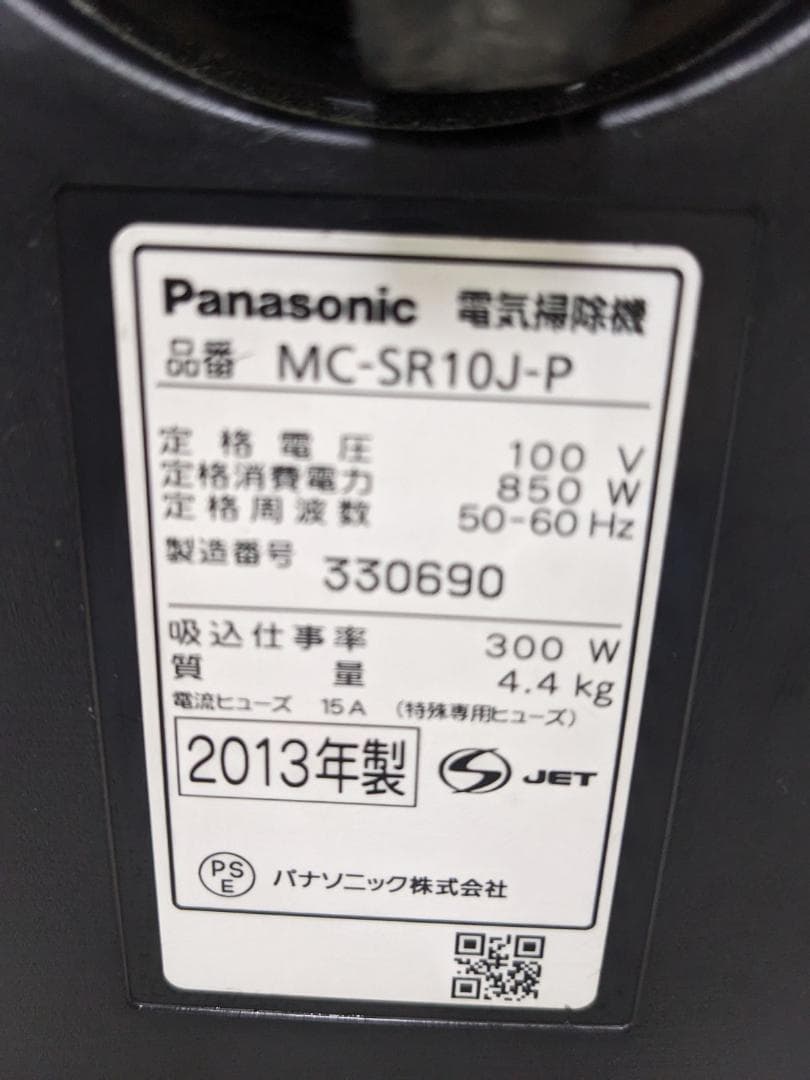 Panasonic 電気掃除機
品番 MC-SR10J-P
定格電圧 100 V
定格消費電力 850 W
定格周波数 50-60 Hz
製造番号 330690
吸込仕事率 300 W
質量 4.4 kg
電流ヒューズ 15A (特殊専用ヒューズ)
2013年製 S JET
PS
E
パナソニック株式会社